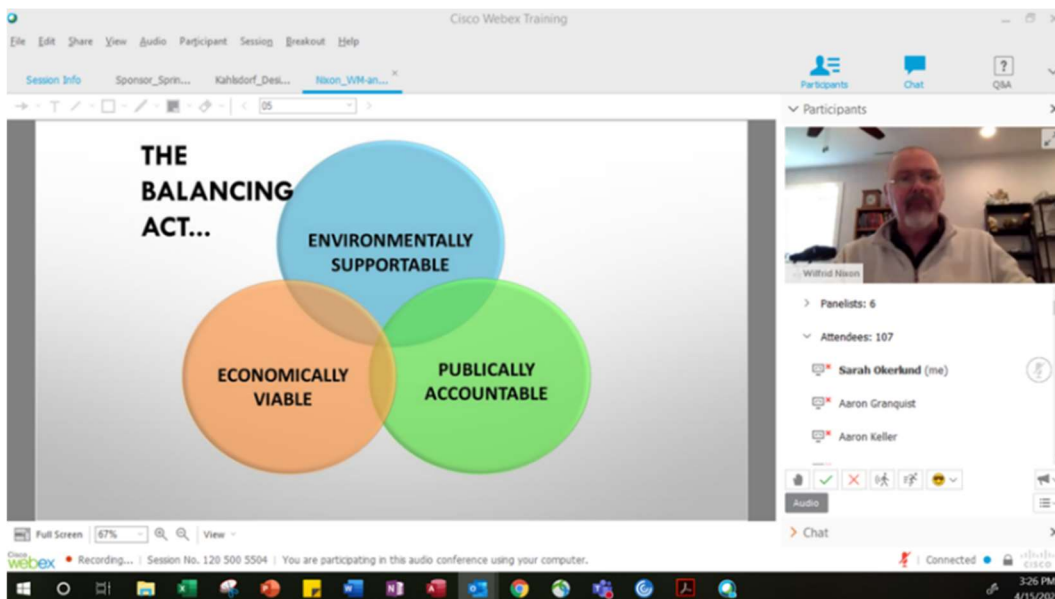 Cisco Webex Training
File Edit Share View Audio Participant Session Breakout Help
Session Info Sponsor_Sprin... Kahlsdorf_Desi... Nixon_WM-an...
Participants Chat Q&A
05
Participants
THE
BALANCING
ACT...
ENVIRONMENTALLY
SUPPORTABLE
ECONOMICALLY
VIABLE
PUBLICALLY
ACCOUNTABLE
Wilfrid Nixon
Panelists: 6
Attendees: 107
Sarah Okerlund (me)
Aaron Granquist
Aaron Keller
Audio
Full Screen 67% View
Chat
Cisco webex Recording... Session No. 120 500 5504 You are participating in this audio conference using your computer.
Connected CISCO
3:26 PM